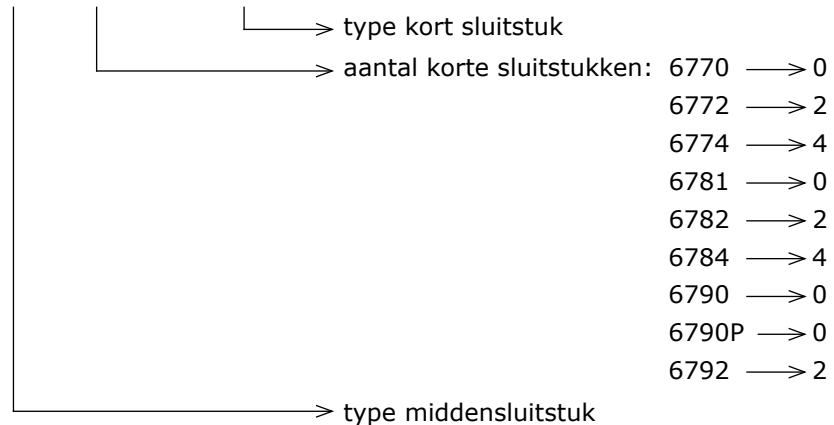 type kort sluitstuk
aantal korte sluitstukken: 6770 → 0
6772 → 2
6774 → 4
6781 → 0
6782 → 2
6784 → 4
6790 → 0
6790P → 0
6792 → 2
type middensluitstuk